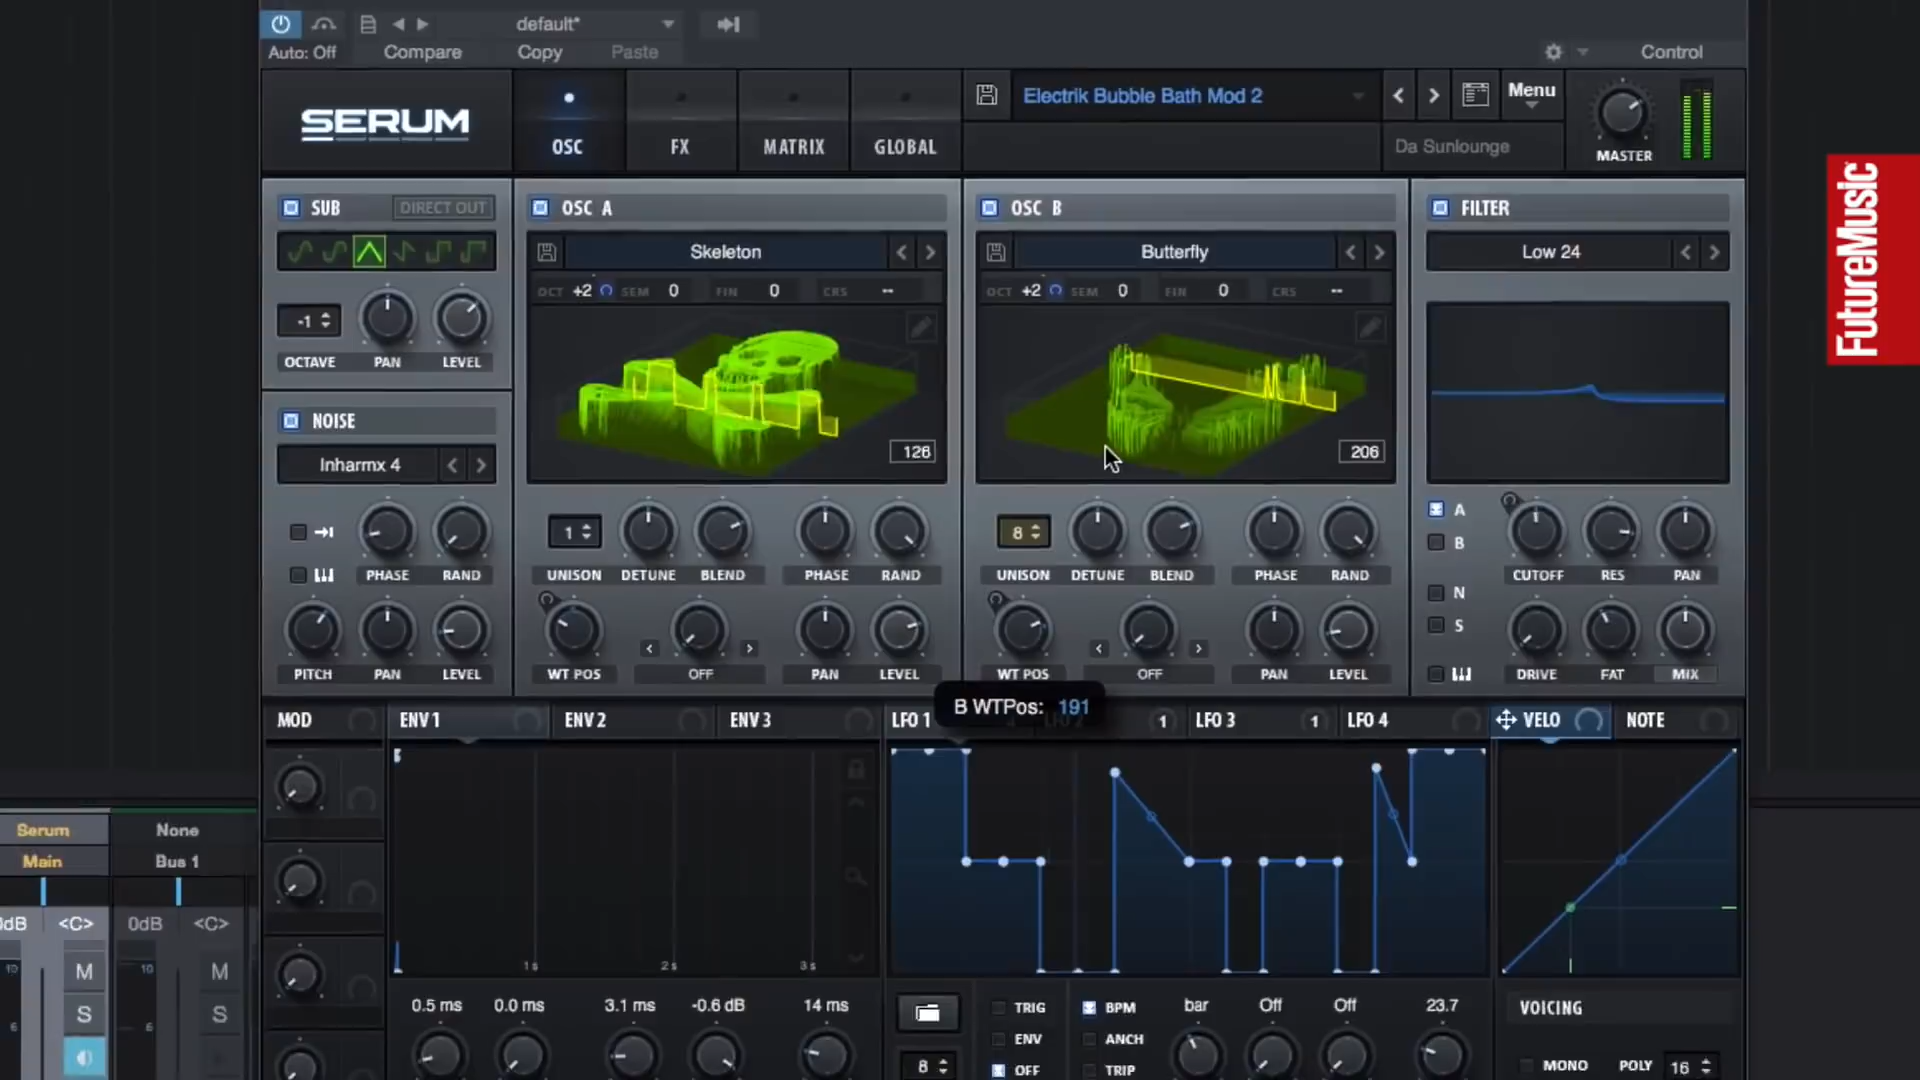 default*
Auto: Off
Compare
Copy
Paste
Control
SERUM
OSC
FX
MATRIX
GLOBAL
Electrik Bubble Bath Mod 2
Da Sunlounge
Menu
MASTER
FutureMusic
SUB
DIRECT OUT
-1
OCTAVE
PAN
LEVEL
NOISE
Inharmx 4
PHASE
RAND
PITCH
PAN
LEVEL
OSC A
Skeleton
OCT +2 SEM 0 FIN 0 CRS --
126
1
UNISON
DETUNE
BLEND
PHASE
RAND
WT POS
OFF
PAN
LEVEL
OSC B
Butterfly
OCT +2 SEM 0 FIN 0 CRS --
206
8
UNISON
DETUNE
BLEND
PHASE
RAND
WT POS
OFF
PAN
LEVEL
B WTPos: 191
FILTER
Low 24
A
B
N
S
CUTOFF
RES
PAN
DRIVE
FAT
MIX
MOD
ENV 1
ENV 2
ENV 3
LFO 1
1
LFO 3
1
LFO 4
VELO
NOTE
1s
2s
3s
0.5 ms
0.0 ms
3.1 ms
-0.6 dB
14 ms
8
TRIG
ENV
OFF
BPM
ANCH
TRIP
bar
Off
Off
23.7
VOICING
MONO
POLY
16
Serum
Main
None
Bus 1
<C>
0dB
<C>
M
S
M
S
10
6
10
6